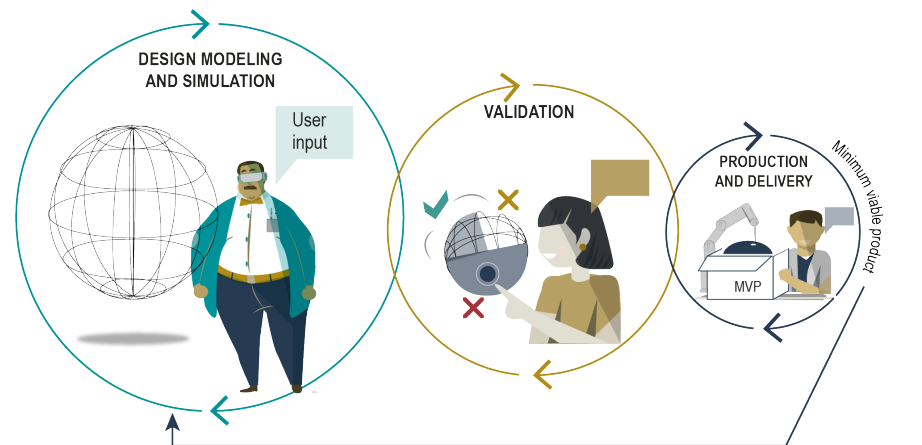 DESIGN MODELING
AND SIMULATION
User
input
VALIDATION
PRODUCTION
AND DELIVERY
MVP
Minimum viable product